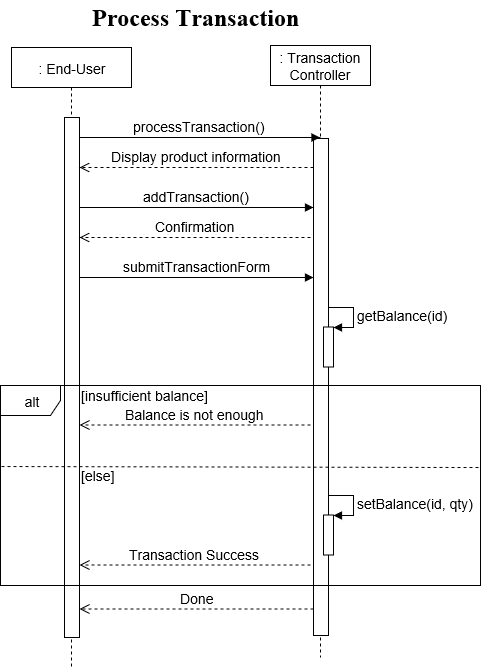 Process Transaction
: End-User
: Transaction
Controller
processTransaction()
Display product information
addTransaction()
Confirmation
submitTransactionForm
getBalance(id)
alt
[insufficient balance]
Balance is not enough
[else]
setBalance(id, qty)
Transaction Success
Done